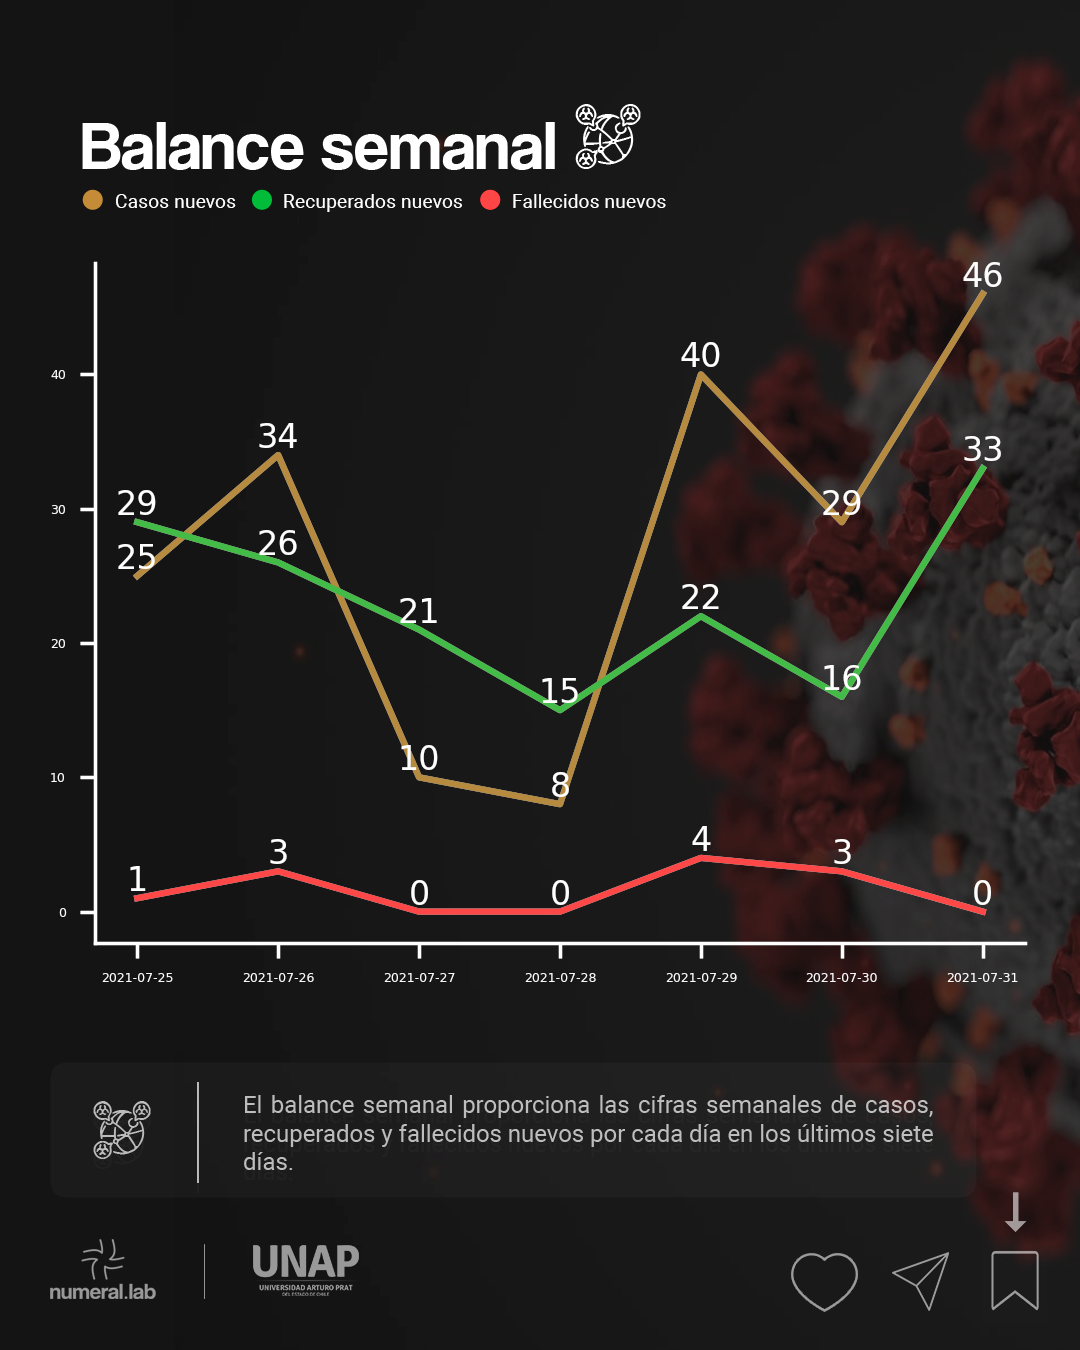 Balance semanal
Casos nuevos Recuperados nuevos Fallecidos nuevos
46
40
40
34
33
29
29
30
26
25
22
21
20
15
16
10
10
8
4
3
3
1
0
0
0
0
2021-07-25 2021-07-26 2021-07-27 2021-07-28 2021-07-29 2021-07-30 2021-07-31
El balance semanal proporciona las cifras semanales de casos,
recuperados y fallecidos nuevos por cada día en los últimos siete
días.
numeral.lab
UNAP
UNIVERSIDAD ARTURO PRAT
DEL ESTADO DE CHILE